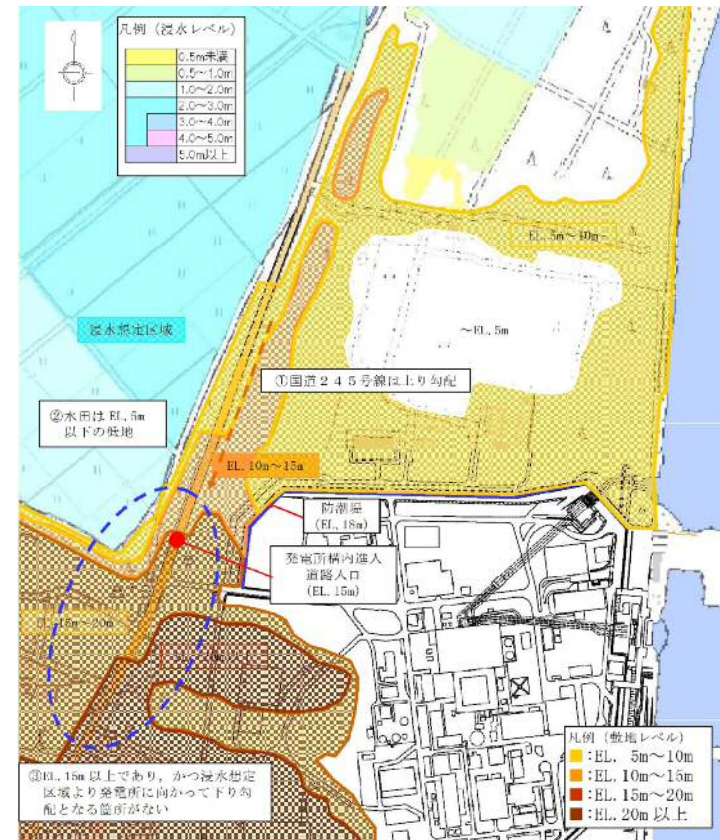 凡例（浸水レベル）
0.5m未満
0.5～1.0m
1.0～2.0m
2.0～3.0m
3.0～4.0m
4.0～5.0m
5.0m以上
EL.5m～10m
～EL.5m
浸水想定区域
①国道２４５号線は上り勾配
②水田はEL.5m
以下の低地
EL.10m～15m
防潮堤
(EL.18m)
発電所構内進入
道路入口
(EL.15m)
EL.15m～20m
③EL.15m以上であり，かつ浸水想定
区域より発電所に向かって下り勾
配となる箇所がない
凡例（敷地レベル）
：EL. 5m～10m
：EL.10m～15m
：EL.15m～20m
：EL.20m以上